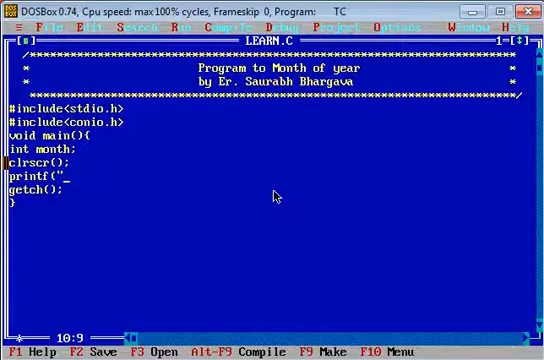 DOSBox 0.74, Cpu speed: max 100% cycles, Frameskip 0, Program: TC
≡ File Edit Search Run Compile Debug Project Options Window Help
[■] LEARN.C 1=[↕]
/*****************************************************
* Program to Month of year *
* by Er. Saurabh Bhargava *
*****************************************************/
#include<stdio.h>
#include<conio.h>
void main(){
int month;
clrscr();
printf("_
getch();
}
* 10:9
F1 Help F2 Save F3 Open Alt-F9 Compile F9 Make F10 Menu